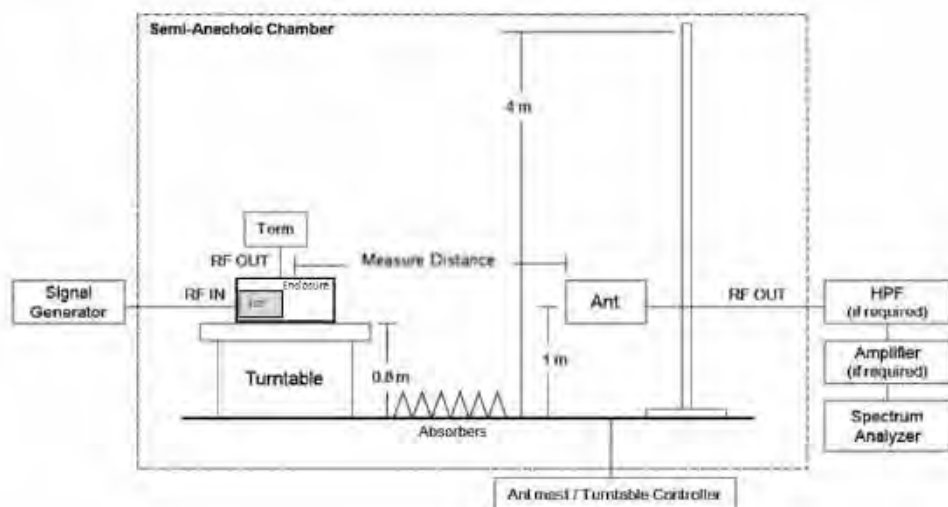 Semi-Anechoic Chamber
4 m
Term
RF OUT
Measure Distance
Enclosure
Signal
Generator
RF IN
Ant
RF OUT
HPF
(if required)
1 m
Amplifier
(if required)
Turntable
0.8 m
Spectrum
Analyzer
Absorbers
Ant mast / Turntable Controller